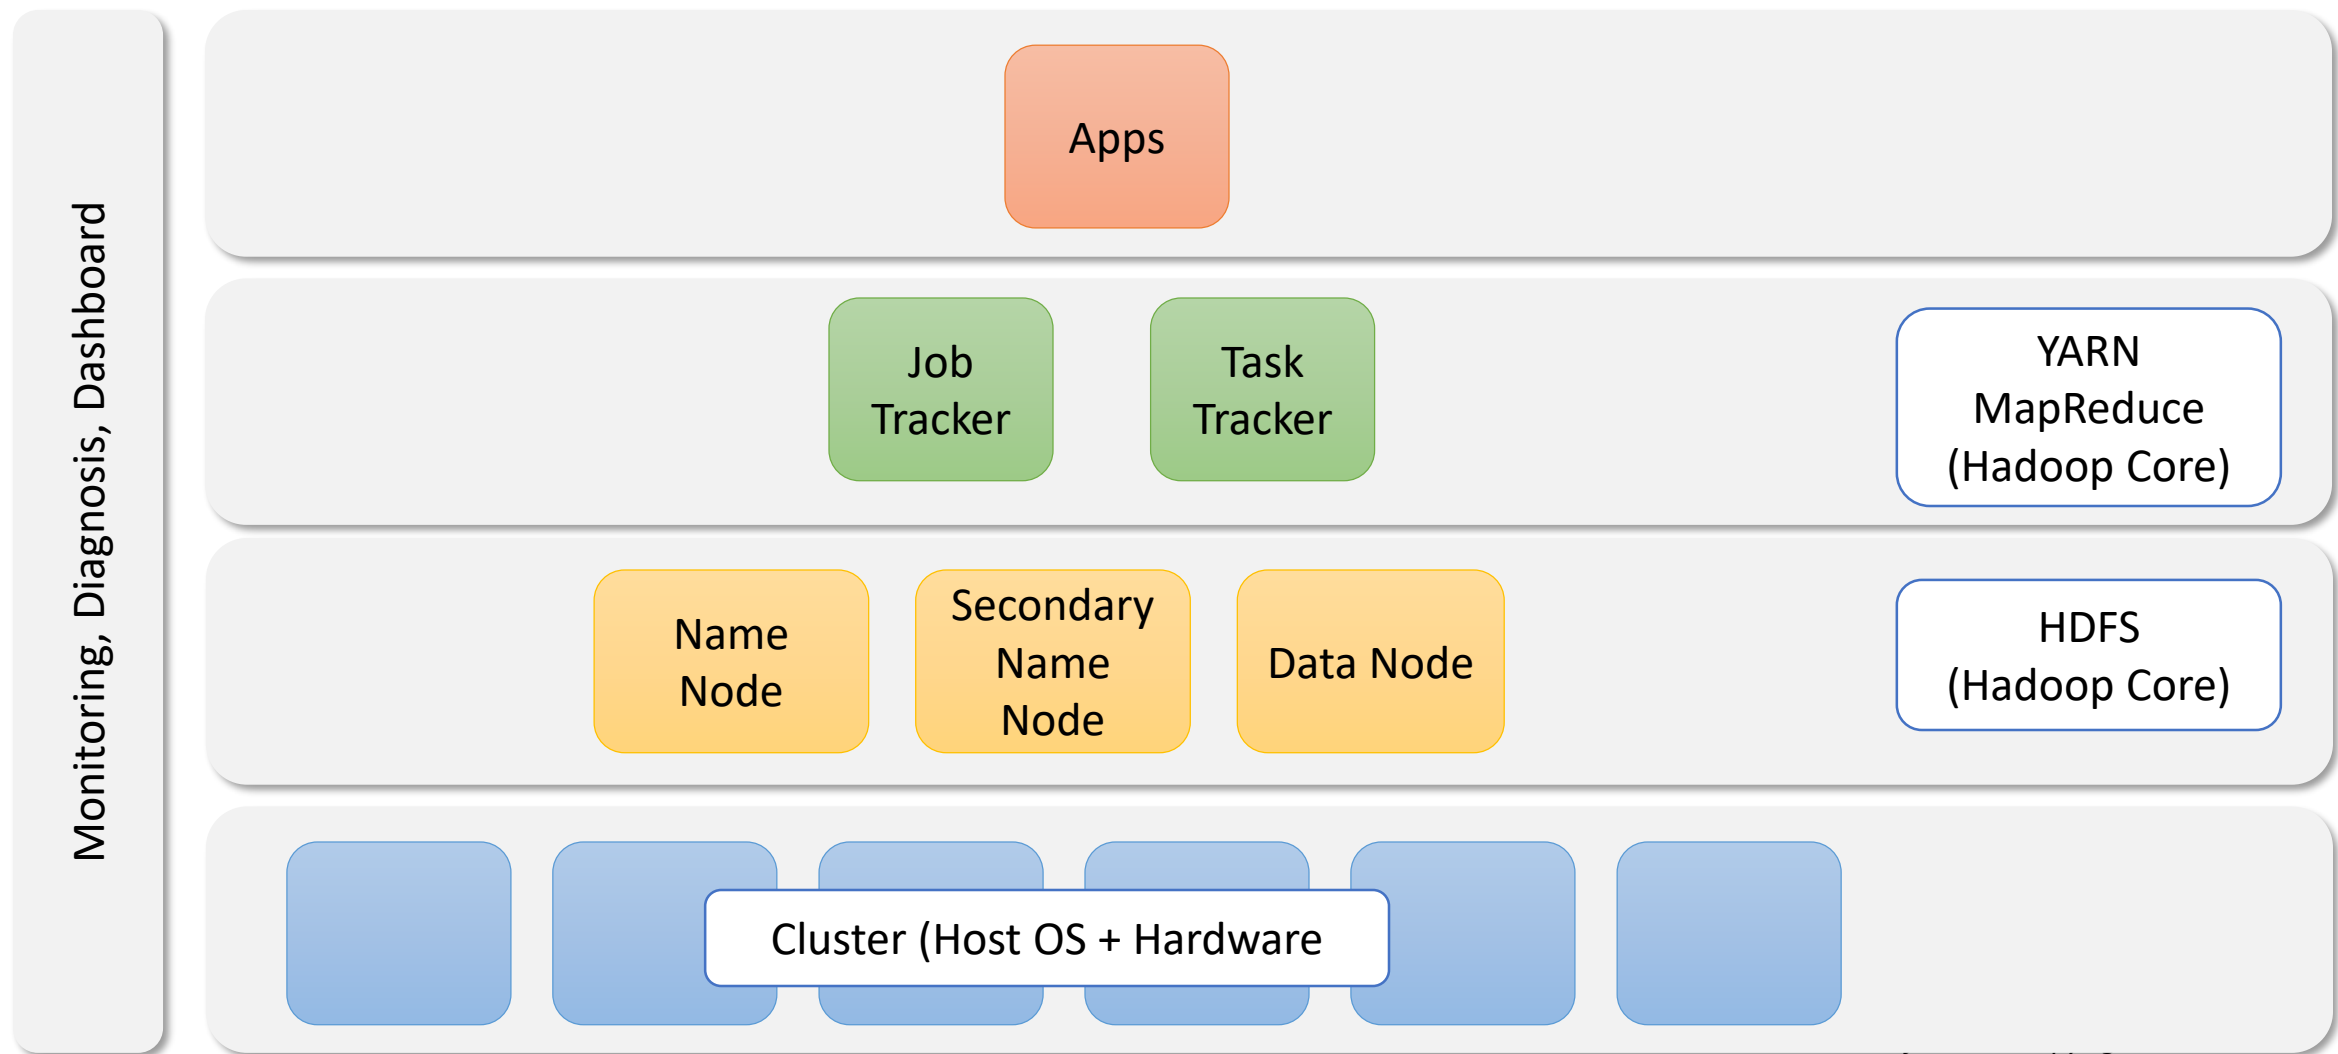 Monitoring, Diagnosis, Dashboard
Apps
Job
Tracker
Task
Tracker
YARN
MapReduce
(Hadoop Core)
Name
Node
Secondary
Name
Node
Data Node
HDFS
(Hadoop Core)
Cluster (Host OS + Hardware